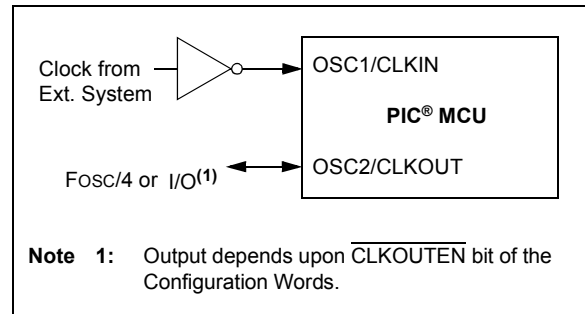 Clock from
Ext. System
OSC1/CLKIN
PIC® MCU
FOSC/4 or I/O(1)
OSC2/CLKOUT
Note 1: Output depends upon CLKOUTEN bit of the
Configuration Words.